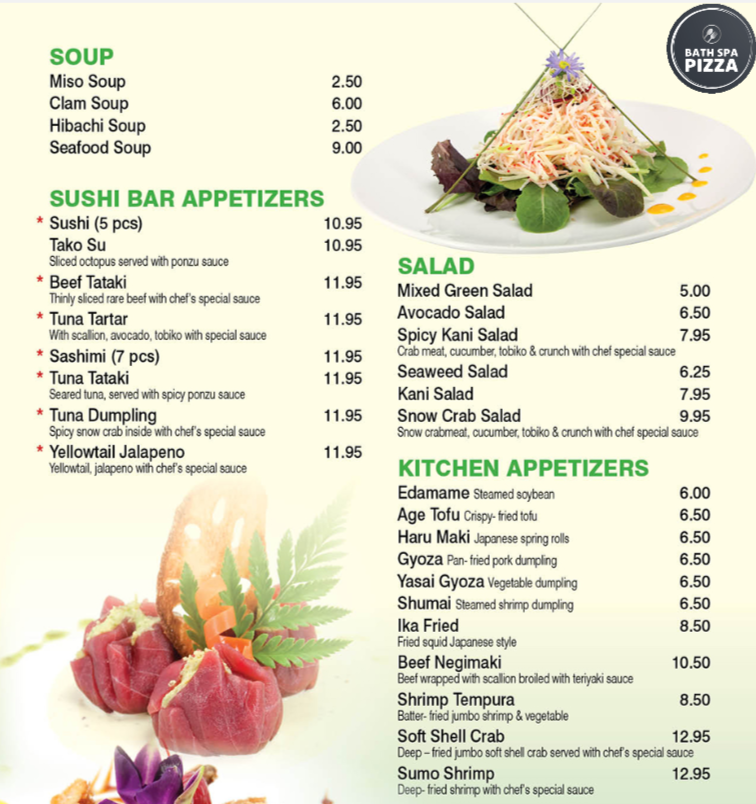 BATH SPA
PIZZA
SOUP
Miso Soup 2.50
Clam Soup 6.00
Hibachi Soup 2.50
Seafood Soup 9.00
SUSHI BAR APPETIZERS
* Sushi (5 pcs) 10.95
Tako Su 10.95
Sliced octopus served with ponzu sauce
* Beef Tataki 11.95
Thinly sliced rare beef with chef's special sauce
* Tuna Tartar 11.95
With scallion, avocado, tobiko with special sauce
* Sashimi (7 pcs) 11.95
* Tuna Tataki 11.95
Seared tuna, served with spicy ponzu sauce
* Tuna Dumpling 11.95
Spicy snow crab inside with chef's special sauce
* Yellowtail Jalapeno 11.95
Yellowtail, jalapeno with chef's special sauce
SALAD
Mixed Green Salad 5.00
Avocado Salad 6.50
Spicy Kani Salad 7.95
Crab meat, cucumber, tobiko & crunch with chef special sauce
Seaweed Salad 6.25
Kani Salad 7.95
Snow Crab Salad 9.95
Snow crabmeat, cucumber, tobiko & crunch with chef special sauce
KITCHEN APPETIZERS
Edamame Steamed soybean 6.00
Age Tofu Crispy- fried tofu 6.50
Haru Maki Japanese spring rolls 6.50
Gyoza Pan- fried pork dumpling 6.50
Yasai Gyoza Vegetable dumpling 6.50
Shumai Steamed shrimp dumpling 6.50
Ika Fried 8.50
Fried squid Japanese style
Beef Negimaki 10.50
Beef wrapped with scallion broiled with teriyaki sauce
Shrimp Tempura 8.50
Batter- fried jumbo shrimp & vegetable
Soft Shell Crab 12.95
Deep – fried jumbo soft shell crab served with chef's special sauce
Sumo Shrimp 12.95
Deep- fried shrimp with chef's special sauce